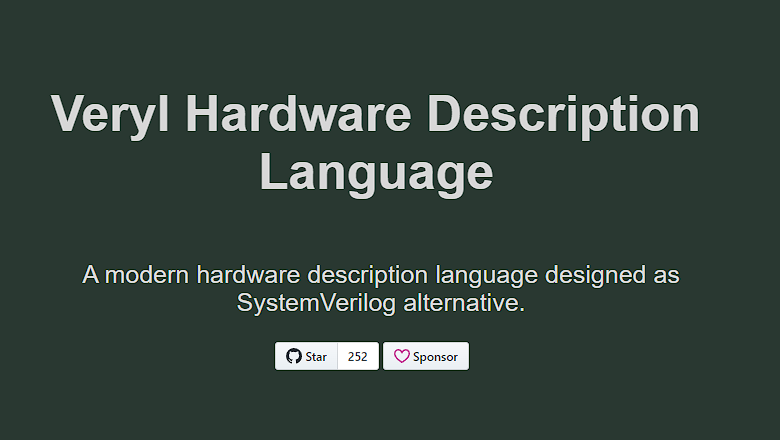 Veryl Hardware Description
Language
A modern hardware description language designed as
SystemVerilog alternative.
Star 252 Sponsor